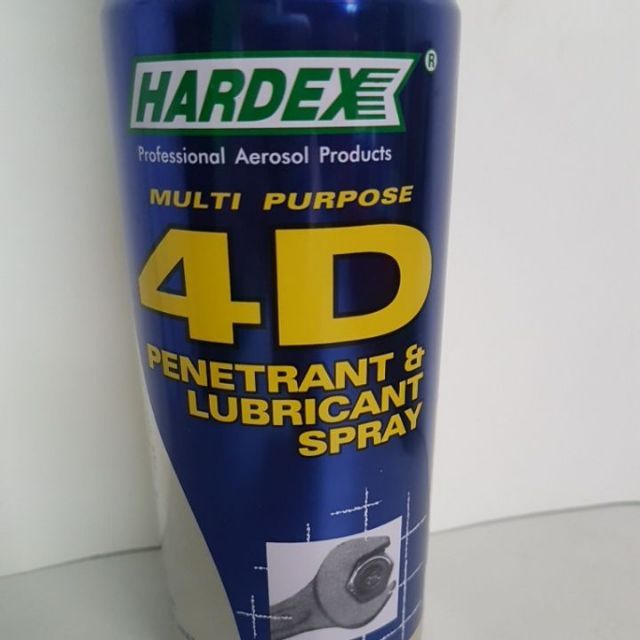 HARDEX®
Professional Aerosol Products
MULTI PURPOSE
4D
PENETRANT &
LUBRICANT
SPRAY